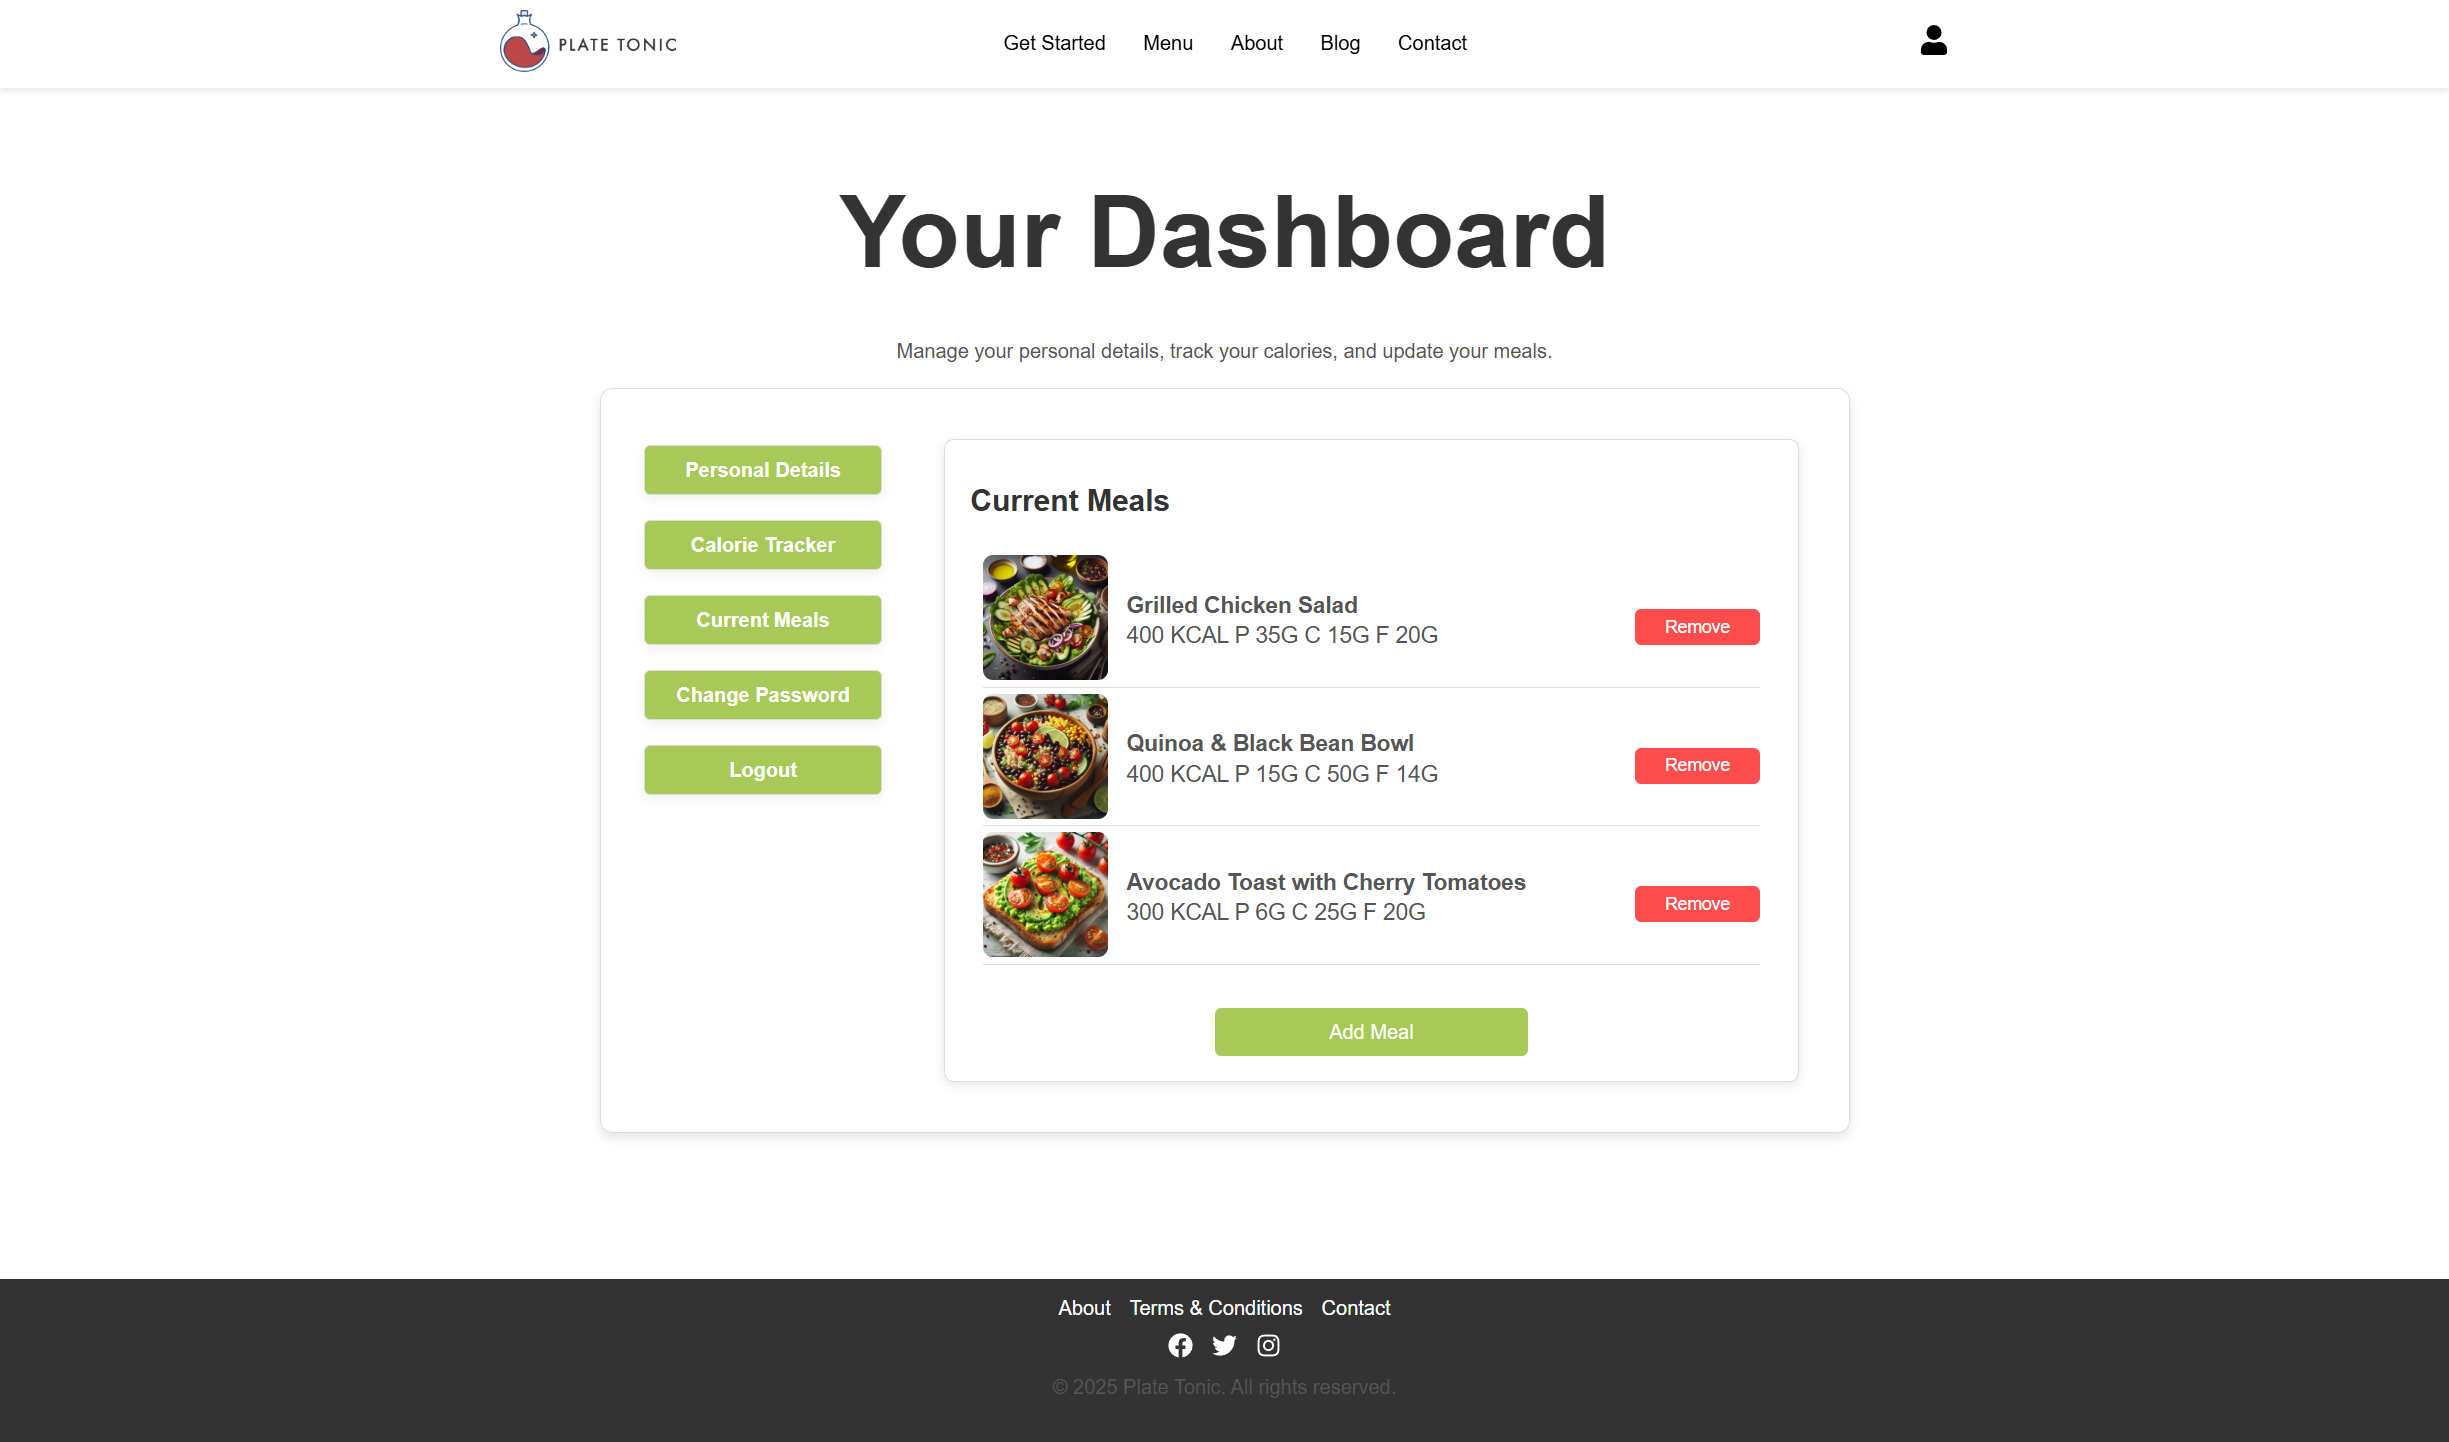 PLATE TONIC
Get Started Menu About Blog Contact
Your Dashboard
Manage your personal details, track your calories, and update your meals.
Personal Details
Calorie Tracker
Current Meals
Change Password
Logout
Current Meals
Grilled Chicken Salad
400 KCAL P 35G C 15G F 20G
Remove
Quinoa & Black Bean Bowl
400 KCAL P 15G C 50G F 14G
Remove
Avocado Toast with Cherry Tomatoes
300 KCAL P 6G C 25G F 20G
Remove
Add Meal
About Terms & Conditions Contact
© 2025 Plate Tonic. All rights reserved.